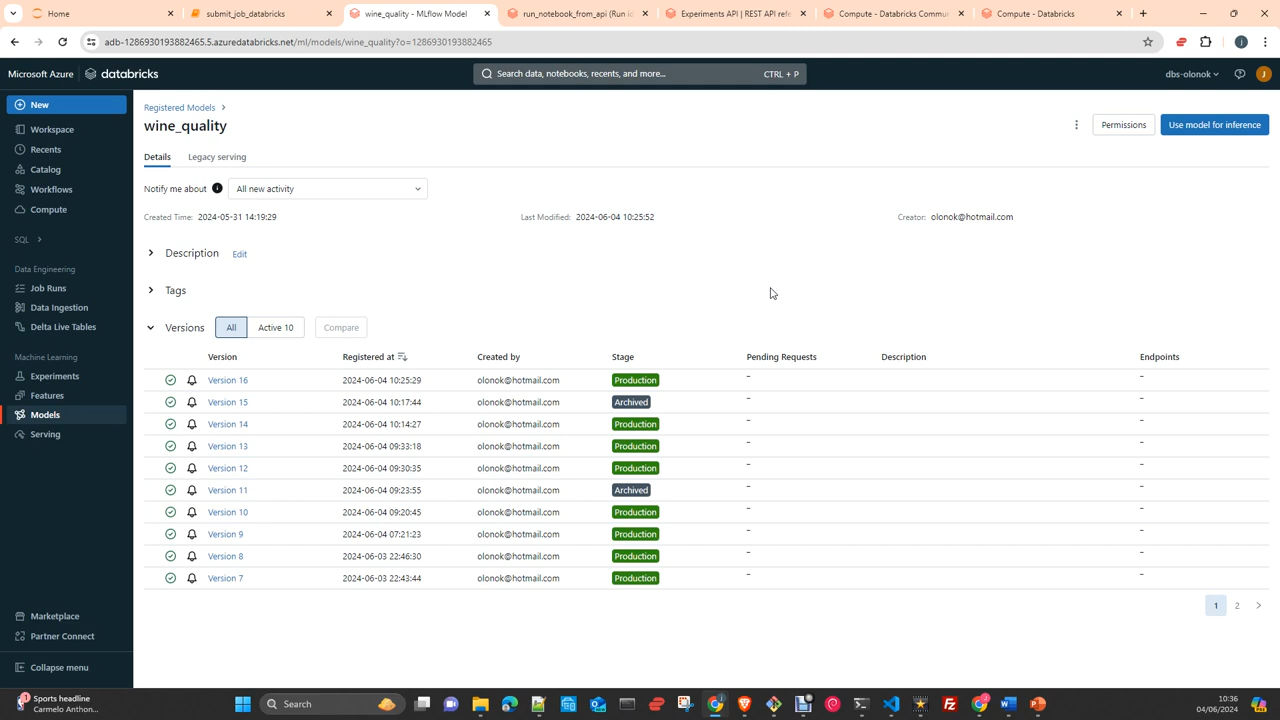 Home
submit_job_databricks
wine_quality - MLflow Model
run_notebook_from_api (Run id
Experiments API | REST API refe
Compute - Databricks Commun
Compute - Databricks
adb-1286930193882465.5.azuredatabricks.net/ml/models/wine_quality?o=1286930193882465
Microsoft Azure databricks
Search data, notebooks, recents, and more... CTRL + P
dbs-olonok J
New
Workspace
Recents
Catalog
Workflows
Compute
SQL
Data Engineering
Job Runs
Data Ingestion
Delta Live Tables
Machine Learning
Experiments
Features
Models
Serving
Marketplace
Partner Connect
Collapse menu
Registered Models
wine_quality
Permissions Use model for inference
Details Legacy serving
Notify me about All new activity
Created Time: 2024-05-31 14:19:29 Last Modified: 2024-06-04 10:25:52 Creator: olonok@hotmail.com
Description Edit
Tags
Versions All Active 10 Compare
Version Registered at Created by Stage Pending Requests Description Endpoints
Version 16 2024-06-04 10:25:29 olonok@hotmail.com Production - -
Version 15 2024-06-04 10:17:44 olonok@hotmail.com Archived - -
Version 14 2024-06-04 10:14:27 olonok@hotmail.com Production - -
Version 13 2024-06-04 09:33:18 olonok@hotmail.com Production - -
Version 12 2024-06-04 09:30:35 olonok@hotmail.com Production - -
Version 11 2024-06-04 09:23:55 olonok@hotmail.com Archived - -
Version 10 2024-06-04 09:20:45 olonok@hotmail.com Production - -
Version 9 2024-06-04 07:21:23 olonok@hotmail.com Production - -
Version 8 2024-06-03 22:46:30 olonok@hotmail.com Production - -
Version 7 2024-06-03 22:43:44 olonok@hotmail.com Production - -
1 2
Sports headline
Carmelo Anthon...
Search
10:36
04/06/2024